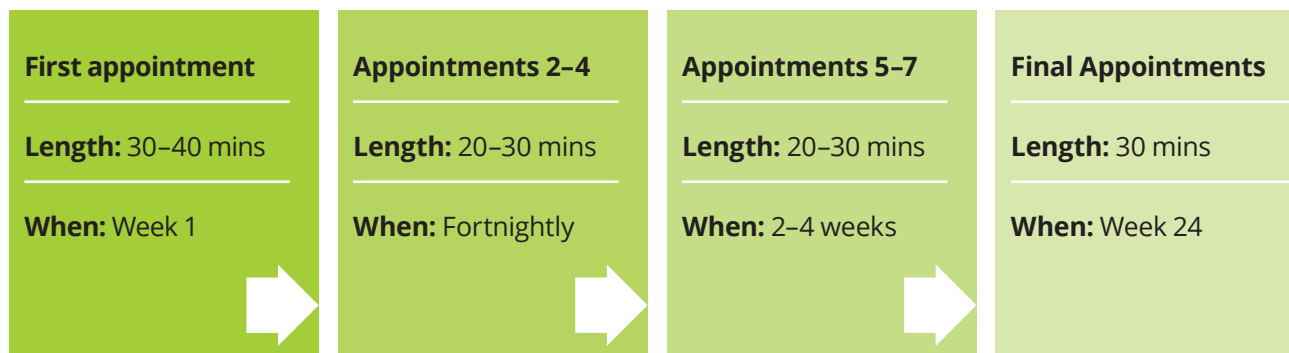 First appointment
Length: 30–40 mins
When: Week 1
Appointments 2–4
Length: 20–30 mins
When: Fortnightly
Appointments 5–7
Length: 20–30 mins
When: 2–4 weeks
Final Appointments
Length: 30 mins
When: Week 24